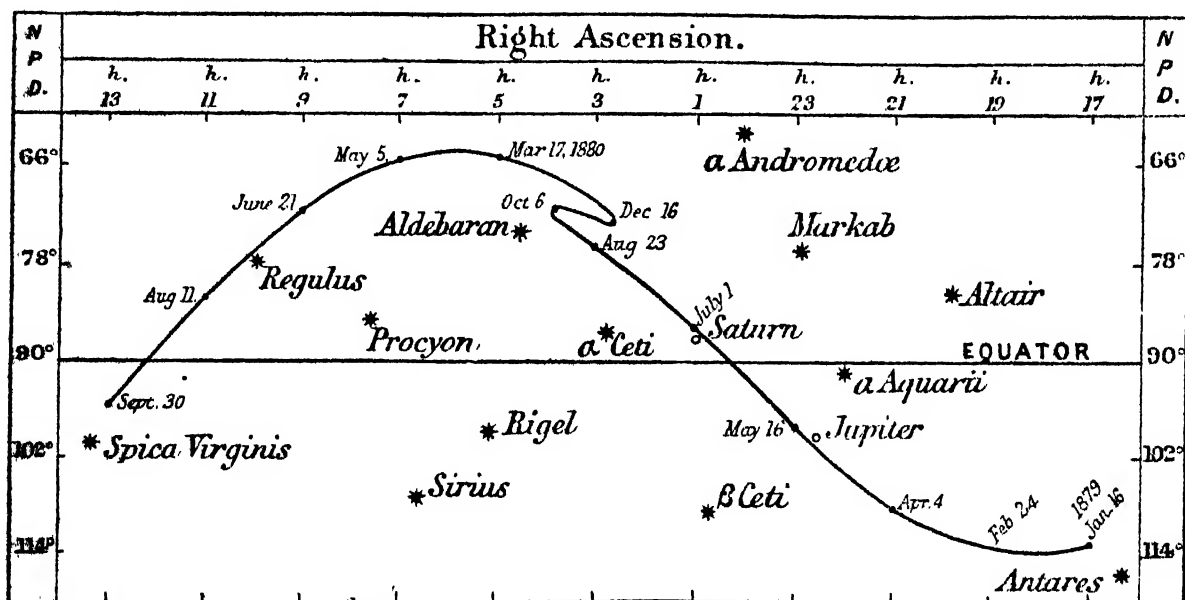 Right Ascension.
N P D.
N P D.
h. h. h. h. h. h. h. h. h. h. h.
13 11 9 7 5 3 1 23 21 19 17
66° 66°
May 5. Mar 17, 1880 α Andromedœ
June 21 Oct 6 Dec 16
Aldebaran Aug 23 Markab
78° 78°
Regulus
Aug 11. Altair
July 1
Procyon α Ceti Saturn
90° EQUATOR 90°
α Aquarii
Sept. 30
Rigel May 16 Jupiter
102° Spica Virginis 102°
Sirius β Ceti Apr. 4 Feb 24 1879 Jan. 16
114° 114°
Antares